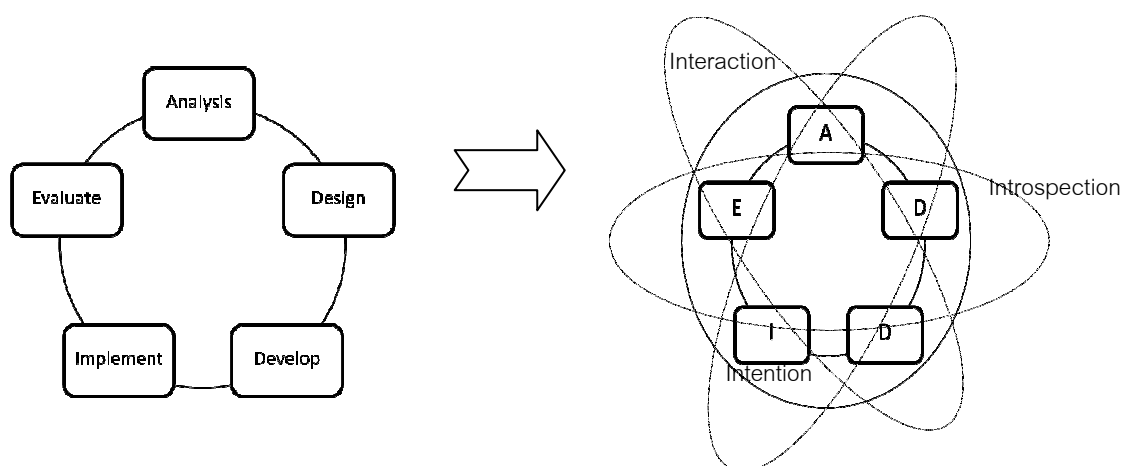 Analysis
Evaluate
Design
Implement
Develop
Interaction
A
Introspection
E
D
I
D
Intention